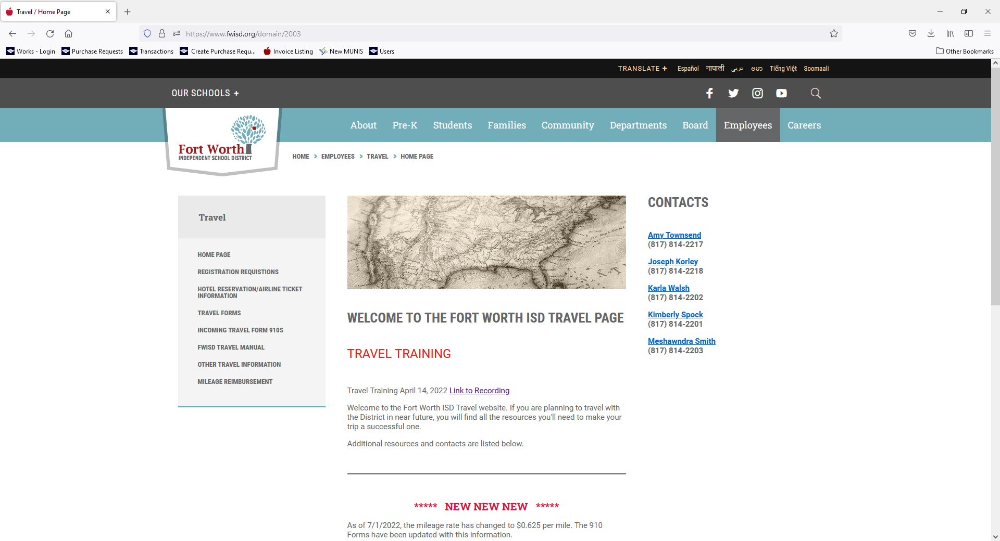 Travel / Home Page
https://www.fwisd.org/domain/2003
Works - Login
Purchase Requests
Transactions
Create Purchase Requ...
Invoice Listing
New MUNIS
Users
Other Bookmarks
TRANSLATE +
Español
नापाली
عربى
ဗမာ
Tiếng Việt
Soomaali
OUR SCHOOLS +
Fort Worth
INDEPENDENT SCHOOL DISTRICT
About
Pre-K
Students
Families
Community
Departments
Board
Employees
Careers
HOME > EMPLOYEES > TRAVEL > HOME PAGE
Travel
HOME PAGE
REGISTRATION REQUISTIONS
HOTEL RESERVATION/AIRLINE TICKET
INFORMATION
TRAVEL FORMS
INCOMING TRAVEL FORM 910S
FWISD TRAVEL MANUAL
OTHER TRAVEL INFORMATION
MILEAGE REIMBURSEMENT
WELCOME TO THE FORT WORTH ISD TRAVEL PAGE
TRAVEL TRAINING
Travel Training April 14, 2022 Link to Recording
Welcome to the Fort Worth ISD Travel website. If you are planning to travel with
the District in near future, you will find all the resources you'll need to make your
trip a successful one.
Additional resources and contacts are listed below.
***** NEW NEW NEW *****
As of 7/1/2022, the mileage rate has changed to $0.625 per mile. The 910
Forms have been updated with this information.
CONTACTS
Amy Townsend
(817) 814-2217
Joseph Korley
(817) 814-2218
Karla Walsh
(817) 814-2202
Kimberly Spock
(817) 814-2201
Meshawndra Smith
(817) 814-2203